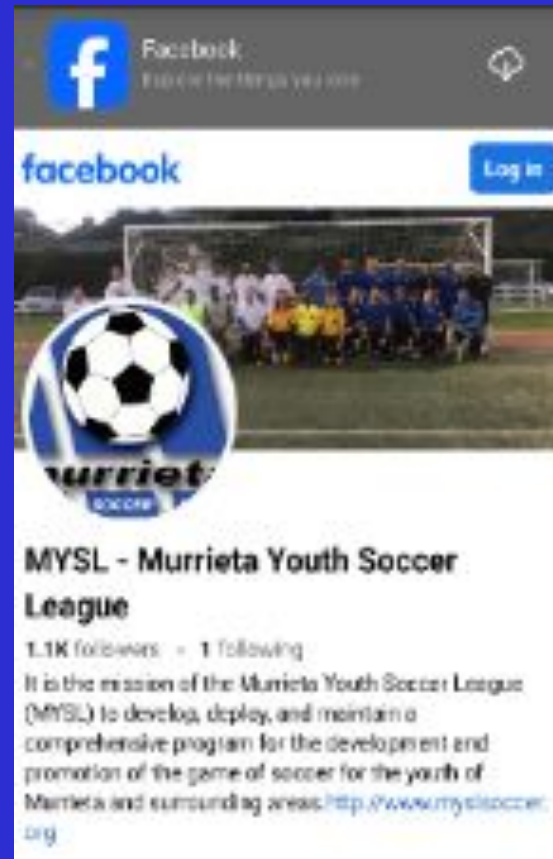 Facebook
facebook
Log in
murrieta
soccer
MYSL - Murrieta Youth Soccer
League
1.1K followers • 1 following
It is the mission of the Murrieta Youth Soccer League
(MYSL) to develop, deploy, and maintain a
comprehensive program for the development and
promotion of the game of soccer for the youth of
Murrieta and surrounding areas.http://www.myslsoccer.
org